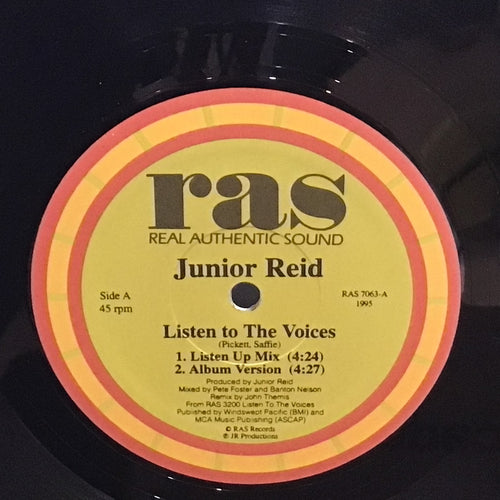 ras
REAL AUTHENTIC SOUND
Junior Reid
Side A
45 rpm
RAS 7063-A
1995
Listen to The Voices
(Pickett, Saffie)
1. Listen Up Mix (4:24)
2. Album Version (4:27)
Produced by Junior Reid
Mixed by Pete Foster and Banton Nelson
Remix by John Themis
From RAS 3200 Listen To The Voices
Published by Windswept Pacific (BMI) and
MCA Music Publishing (ASCAP)
© RAS Records
℗ JR Productions